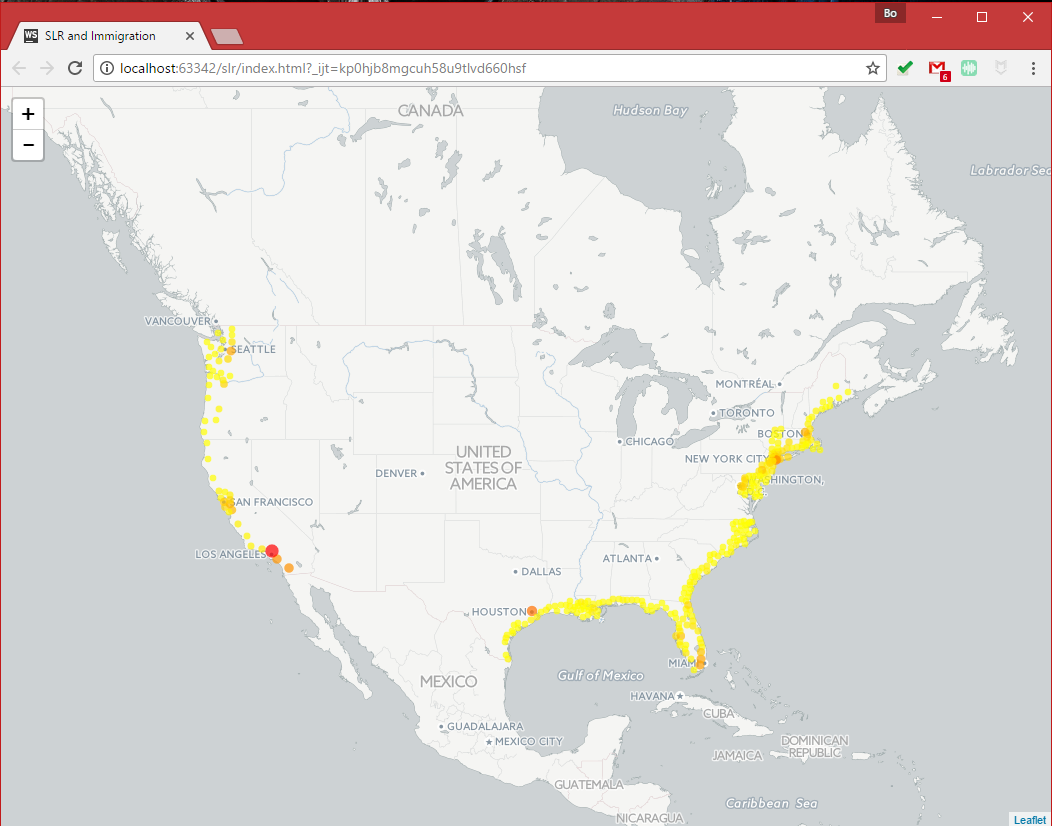 Bo
WS SLR and Immigration
localhost:63342/slr/index.html?_ijt=kp0hjb8mgcuh58u9tlvd660hsf
6
+
−
CANADA
Hudson Bay
Labrador Sea
VANCOUVER
SEATTLE
MONTRÉAL
TORONTO
BOSTON
CHICAGO
NEW YORK CITY
UNITED
STATES OF
AMERICA
DENVER
WASHINGTON,
SAN FRANCISCO
LOS ANGELES
ATLANTA
DALLAS
HOUSTON
MIAMI
Gulf of Mexico
MEXICO
HAVANA
CUBA
GUADALAJARA
MEXICO CITY
DOMINICAN
REPUBLIC
JAMAICA
GUATEMALA
Caribbean Sea
NICARAGUA
Leaflet